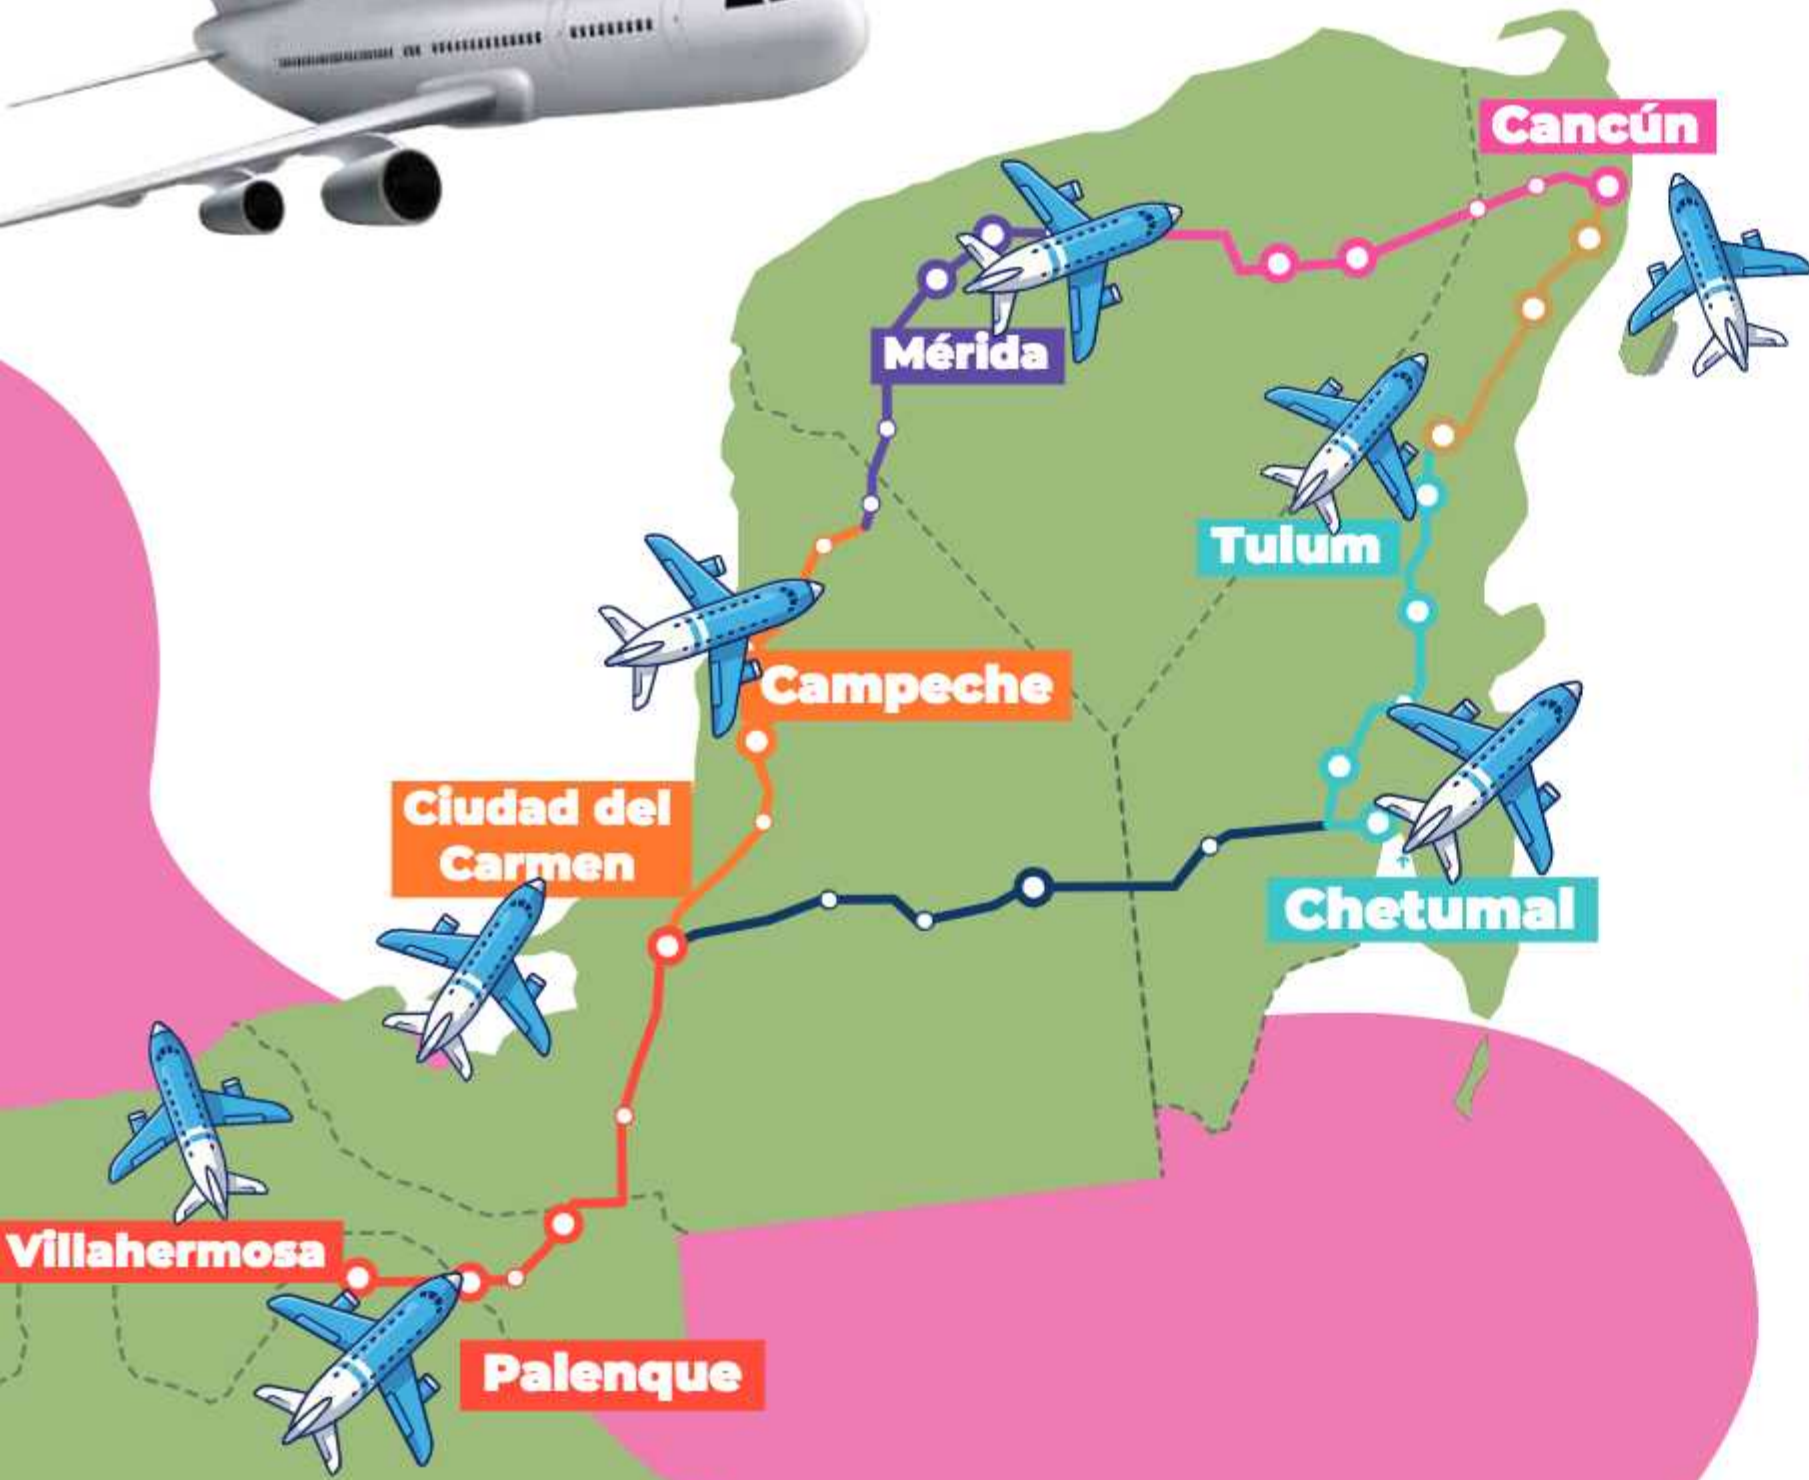 Cancún
Mérida
Tulum
Campeche
Ciudad del
Carmen
Chetumal
Villahermosa
Palenque